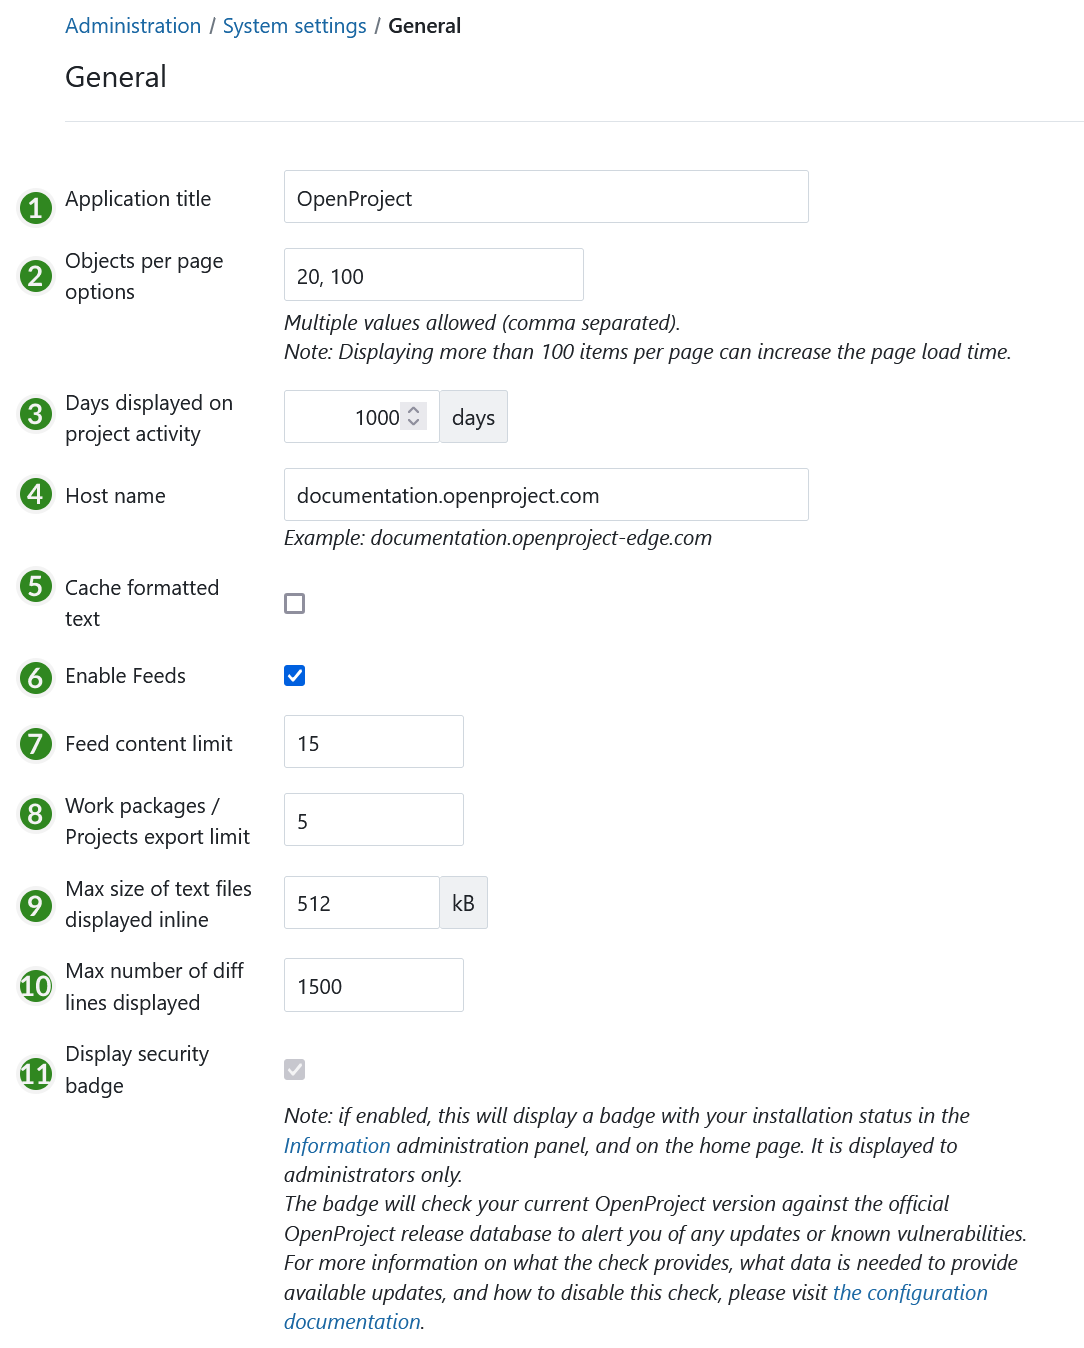 Administration / System settings / General
General
1 Application title OpenProject
2 Objects per page
options
20, 100
Multiple values allowed (comma separated).
Note: Displaying more than 100 items per page can increase the page load time.
3 Days displayed on
project activity
1000 days
4 Host name documentation.openproject.com
Example: documentation.openproject-edge.com
5 Cache formatted
text
6 Enable Feeds
7 Feed content limit 15
8 Work packages /
Projects export limit
5
9 Max size of text files
displayed inline
512 kB
10 Max number of diff
lines displayed
1500
11 Display security
badge
Note: if enabled, this will display a badge with your installation status in the
Information administration panel, and on the home page. It is displayed to
administrators only.
The badge will check your current OpenProject version against the official
OpenProject release database to alert you of any updates or known vulnerabilities.
For more information on what the check provides, what data is needed to provide
available updates, and how to disable this check, please visit the configuration
documentation.